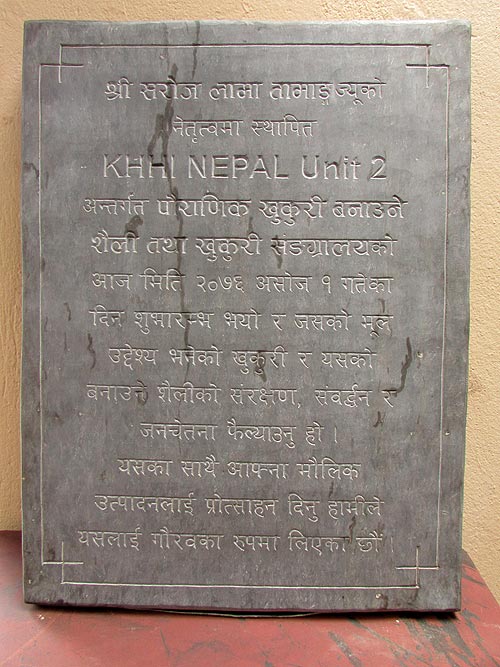 श्री सरोज लामा तामाङ्ज्यूको
नेतृत्वमा स्थापित
KHHI NEPAL Unit 2
अन्तर्गत पौराणिक खुकुरी बनाउने
शैली तथा खुकुरी संङग्रालयको
आज मिति २०७६ असोज १ गतेका
दिन शुभारम्भ भयो र जसको मूल
उद्देश्य भनेको खुकुरी र यसको
बनाउने शैलीको संरक्षण, संवर्द्धन र
जनचेतना फैल्याउनु हो ।
यसका साथै आफ्ना मौलिक
उत्पादनलाई प्रोत्साहन दिनु हामीले
यसलाई गौरवका रुपमा लिएका छौं ।